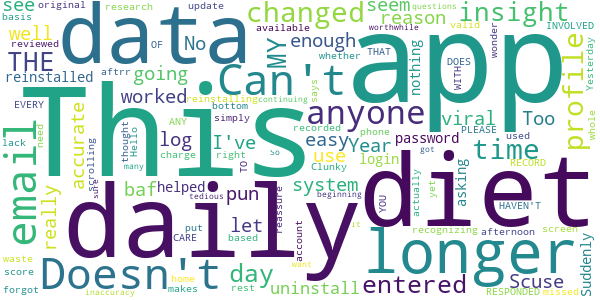 This
app
daily
diet
data
longer
Doesn't
Can't
email
THE
changed
insight
profile
anyone
time
entered
day
uninstall
see
basis
original
research
update
seem
reason
viral
Too
well
reviewed
No
MY
enough
available
valid
worthwhile
questions
INVOLVED
Yesterday
reinstalled
aftrr
OF
going
whether
nothing
THAT
DOES
wonder
WITH
EVERY
worked
reinstalling
continuing
bottom
says
accurate
ANY
simply
recorded
phone
PLEASE
used
whole
lack
scrolling
thought
Hello
log
I've
easy
Year
password
RECORD
need
many
charge
right
use
Clunky
login
got
really
baf
helped
TO
system
So
YOU
asking
actually
yet
HAVEN'T
sure
tedious
pun
reassure
beginning
recognizing
afternoon
screen
CARE
put
let
based
account
it
Scuse
Suddenly
waste
home
rest
want
score
makes
RESPONDED
missed
forgot
inaccuracy